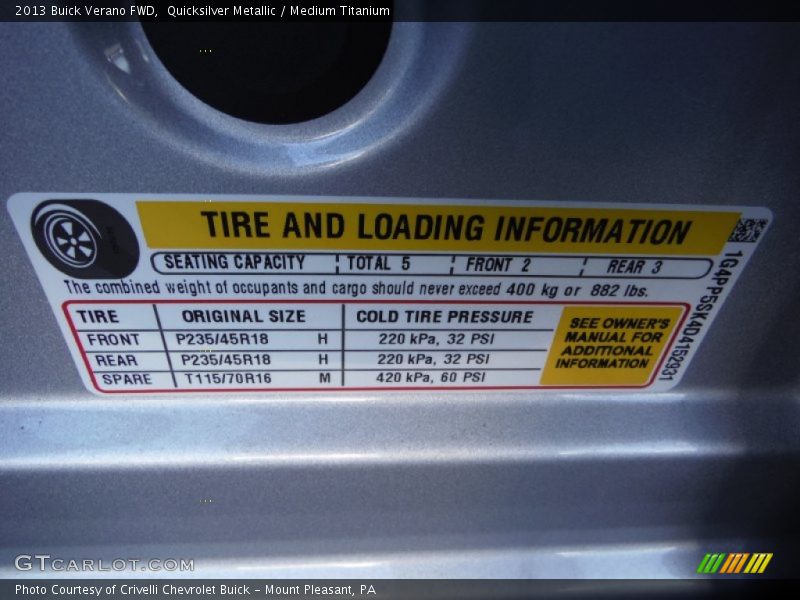 2013 Buick Verano FWD,  Quicksilver Metallic / Medium Titanium
TIRE AND LOADING INFORMATION
SEATING CAPACITY ¦ TOTAL 5 ¦ FRONT 2 ¦ REAR 3
The combined weight of occupants and cargo should never exceed 400 kg or 882 lbs.
TIRE ORIGINAL SIZE COLD TIRE PRESSURE
FRONT P235/45R18 H 220 kPa, 32 PSI
REAR P235/45R18 H 220 kPa, 32 PSI
SPARE T115/70R16 M 420 kPa, 60 PSI
SEE OWNER'S
MANUAL FOR
ADDITIONAL
INFORMATION
1G4PP5SK4D4152931
GTCARLOT.COM
Photo Courtesy of Crivelli Chevrolet Buick - Mount Pleasant, PA